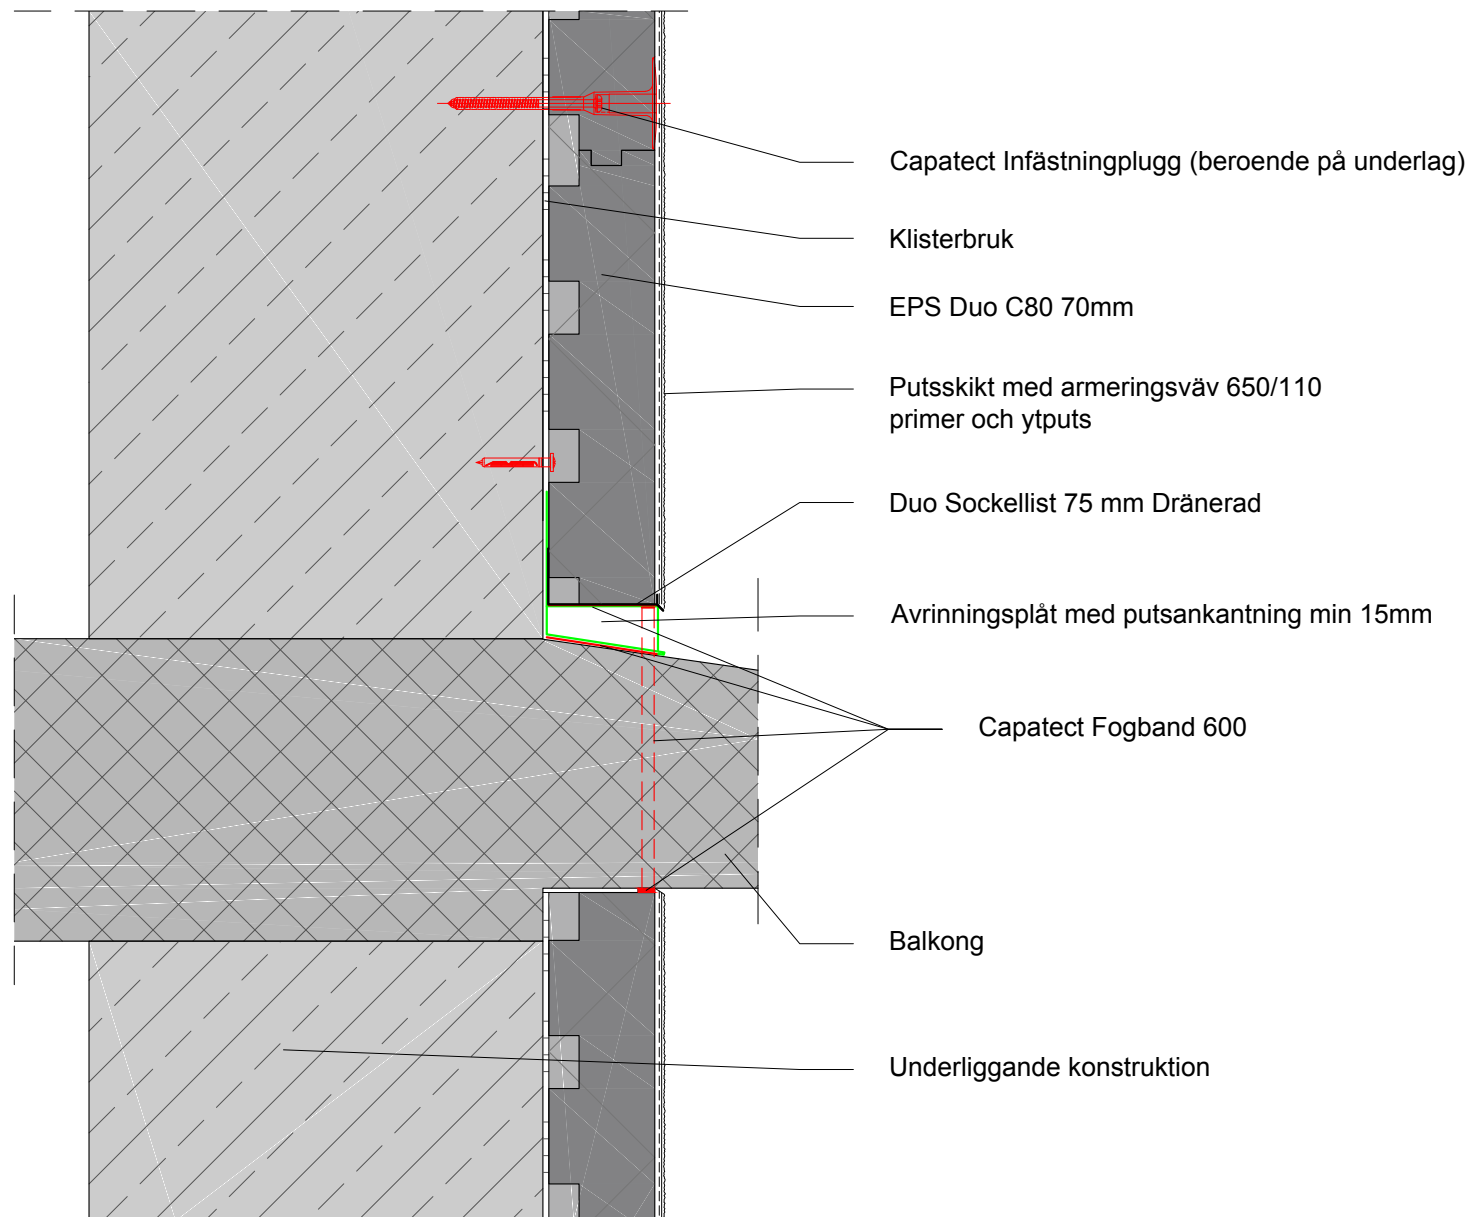 Capatect Infästningplugg (beroende på underlag)
Klisterbruk
EPS Duo C80 70mm
Putsskikt med armeringsväv 650/110
primer och ytputs
Duo Sockellist 75 mm Dränerad
Avrinningsplåt med putsankantning min 15mm
Capatect Fogband 600
Balkong
Underliggande konstruktion